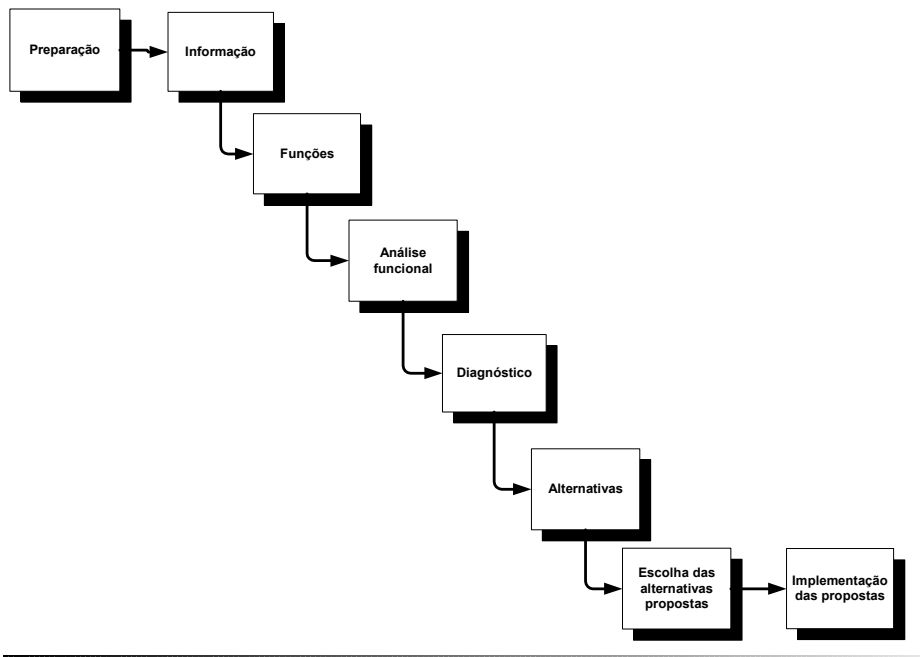 Preparação
Informação
Funções
Análise
funcional
Diagnóstico
Alternativas
Escolha das
alternativas
propostas
Implementação
das propostas